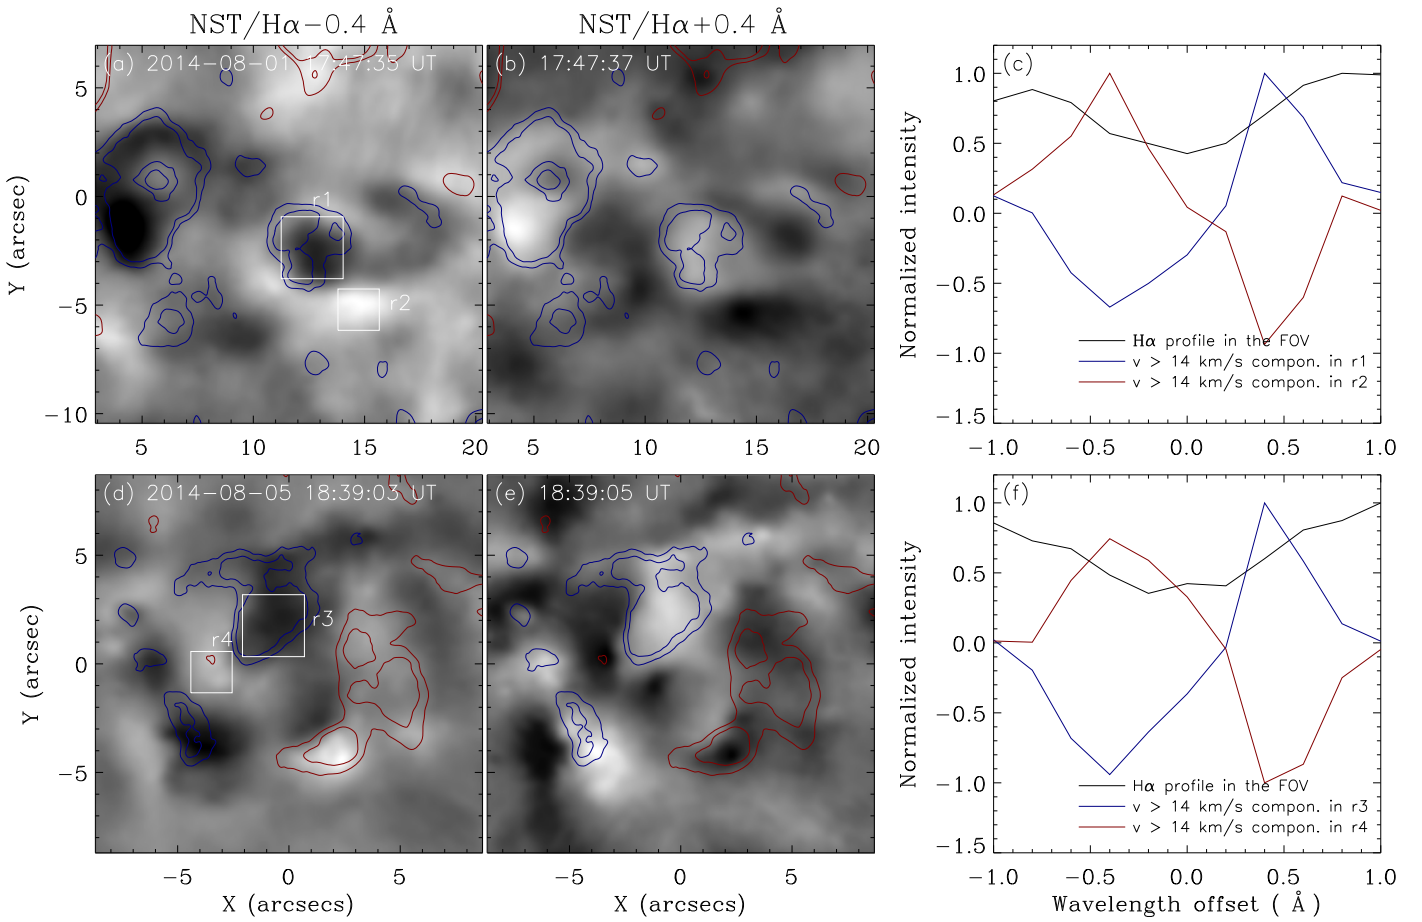 NST/Hα−0.4 Å
NST/Hα+0.4 Å
(a) 2014−08−01 17:47:35 UT
(b) 17:47:37 UT
(c)
5
0
−5
−10
Y (arcsec)
r1
r2
5 10 15 20
5 10 15 20
Normalized intensity
1.0
0.5
0.0
−0.5
−1.0
−1.5
Hα profile in the FOV
v > 14 km/s compon. in r1
v > 14 km/s compon. in r2
−1.0 −0.5 0.0 0.5 1.0
(d) 2014−08−05 18:39:03 UT
(e) 18:39:05 UT
(f)
5
0
−5
Y (arcsec)
r3
r4
−5 0 5
X (arcsecs)
−5 0 5
X (arcsecs)
Normalized intensity
1.0
0.5
0.0
−0.5
−1.0
−1.5
Hα profile in the FOV
v > 14 km/s compon. in r3
v > 14 km/s compon. in r4
−1.0 −0.5 0.0 0.5 1.0
Wavelength offset ( Å )